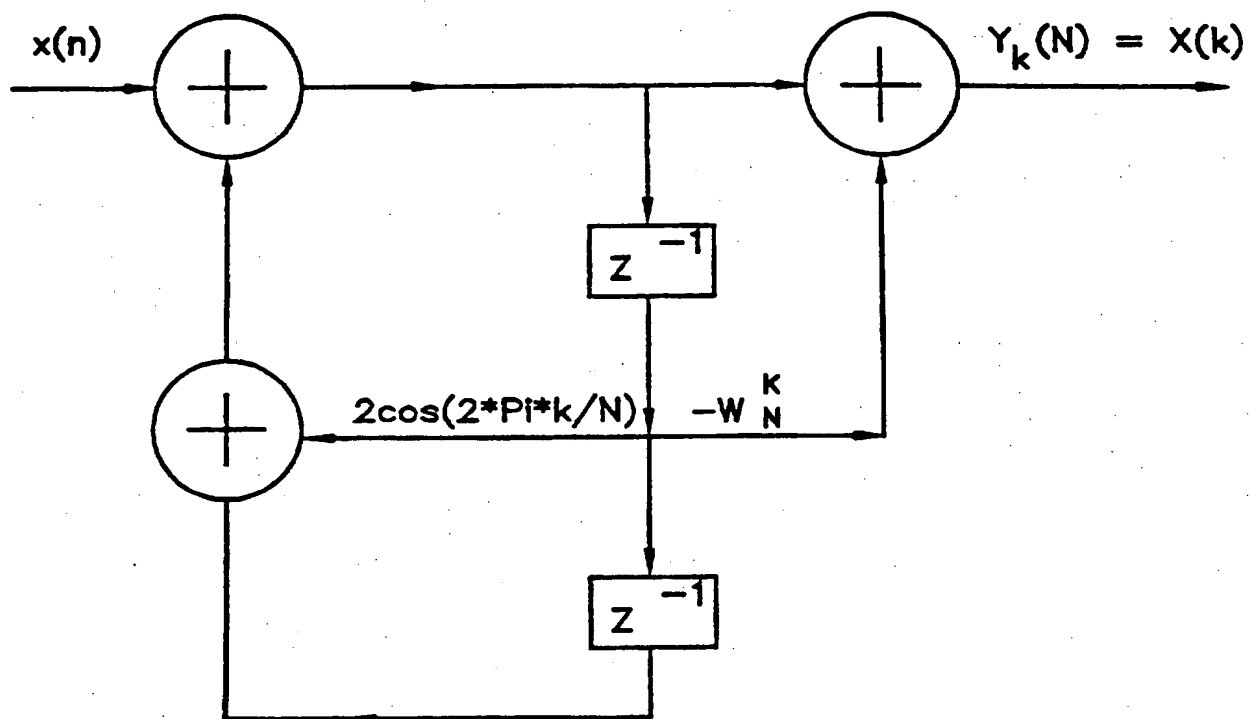 x(n)
Y_k(N) = X(k)
Z^-1
2cos(2*Pi*k/N)
-W_N^K
Z^-1